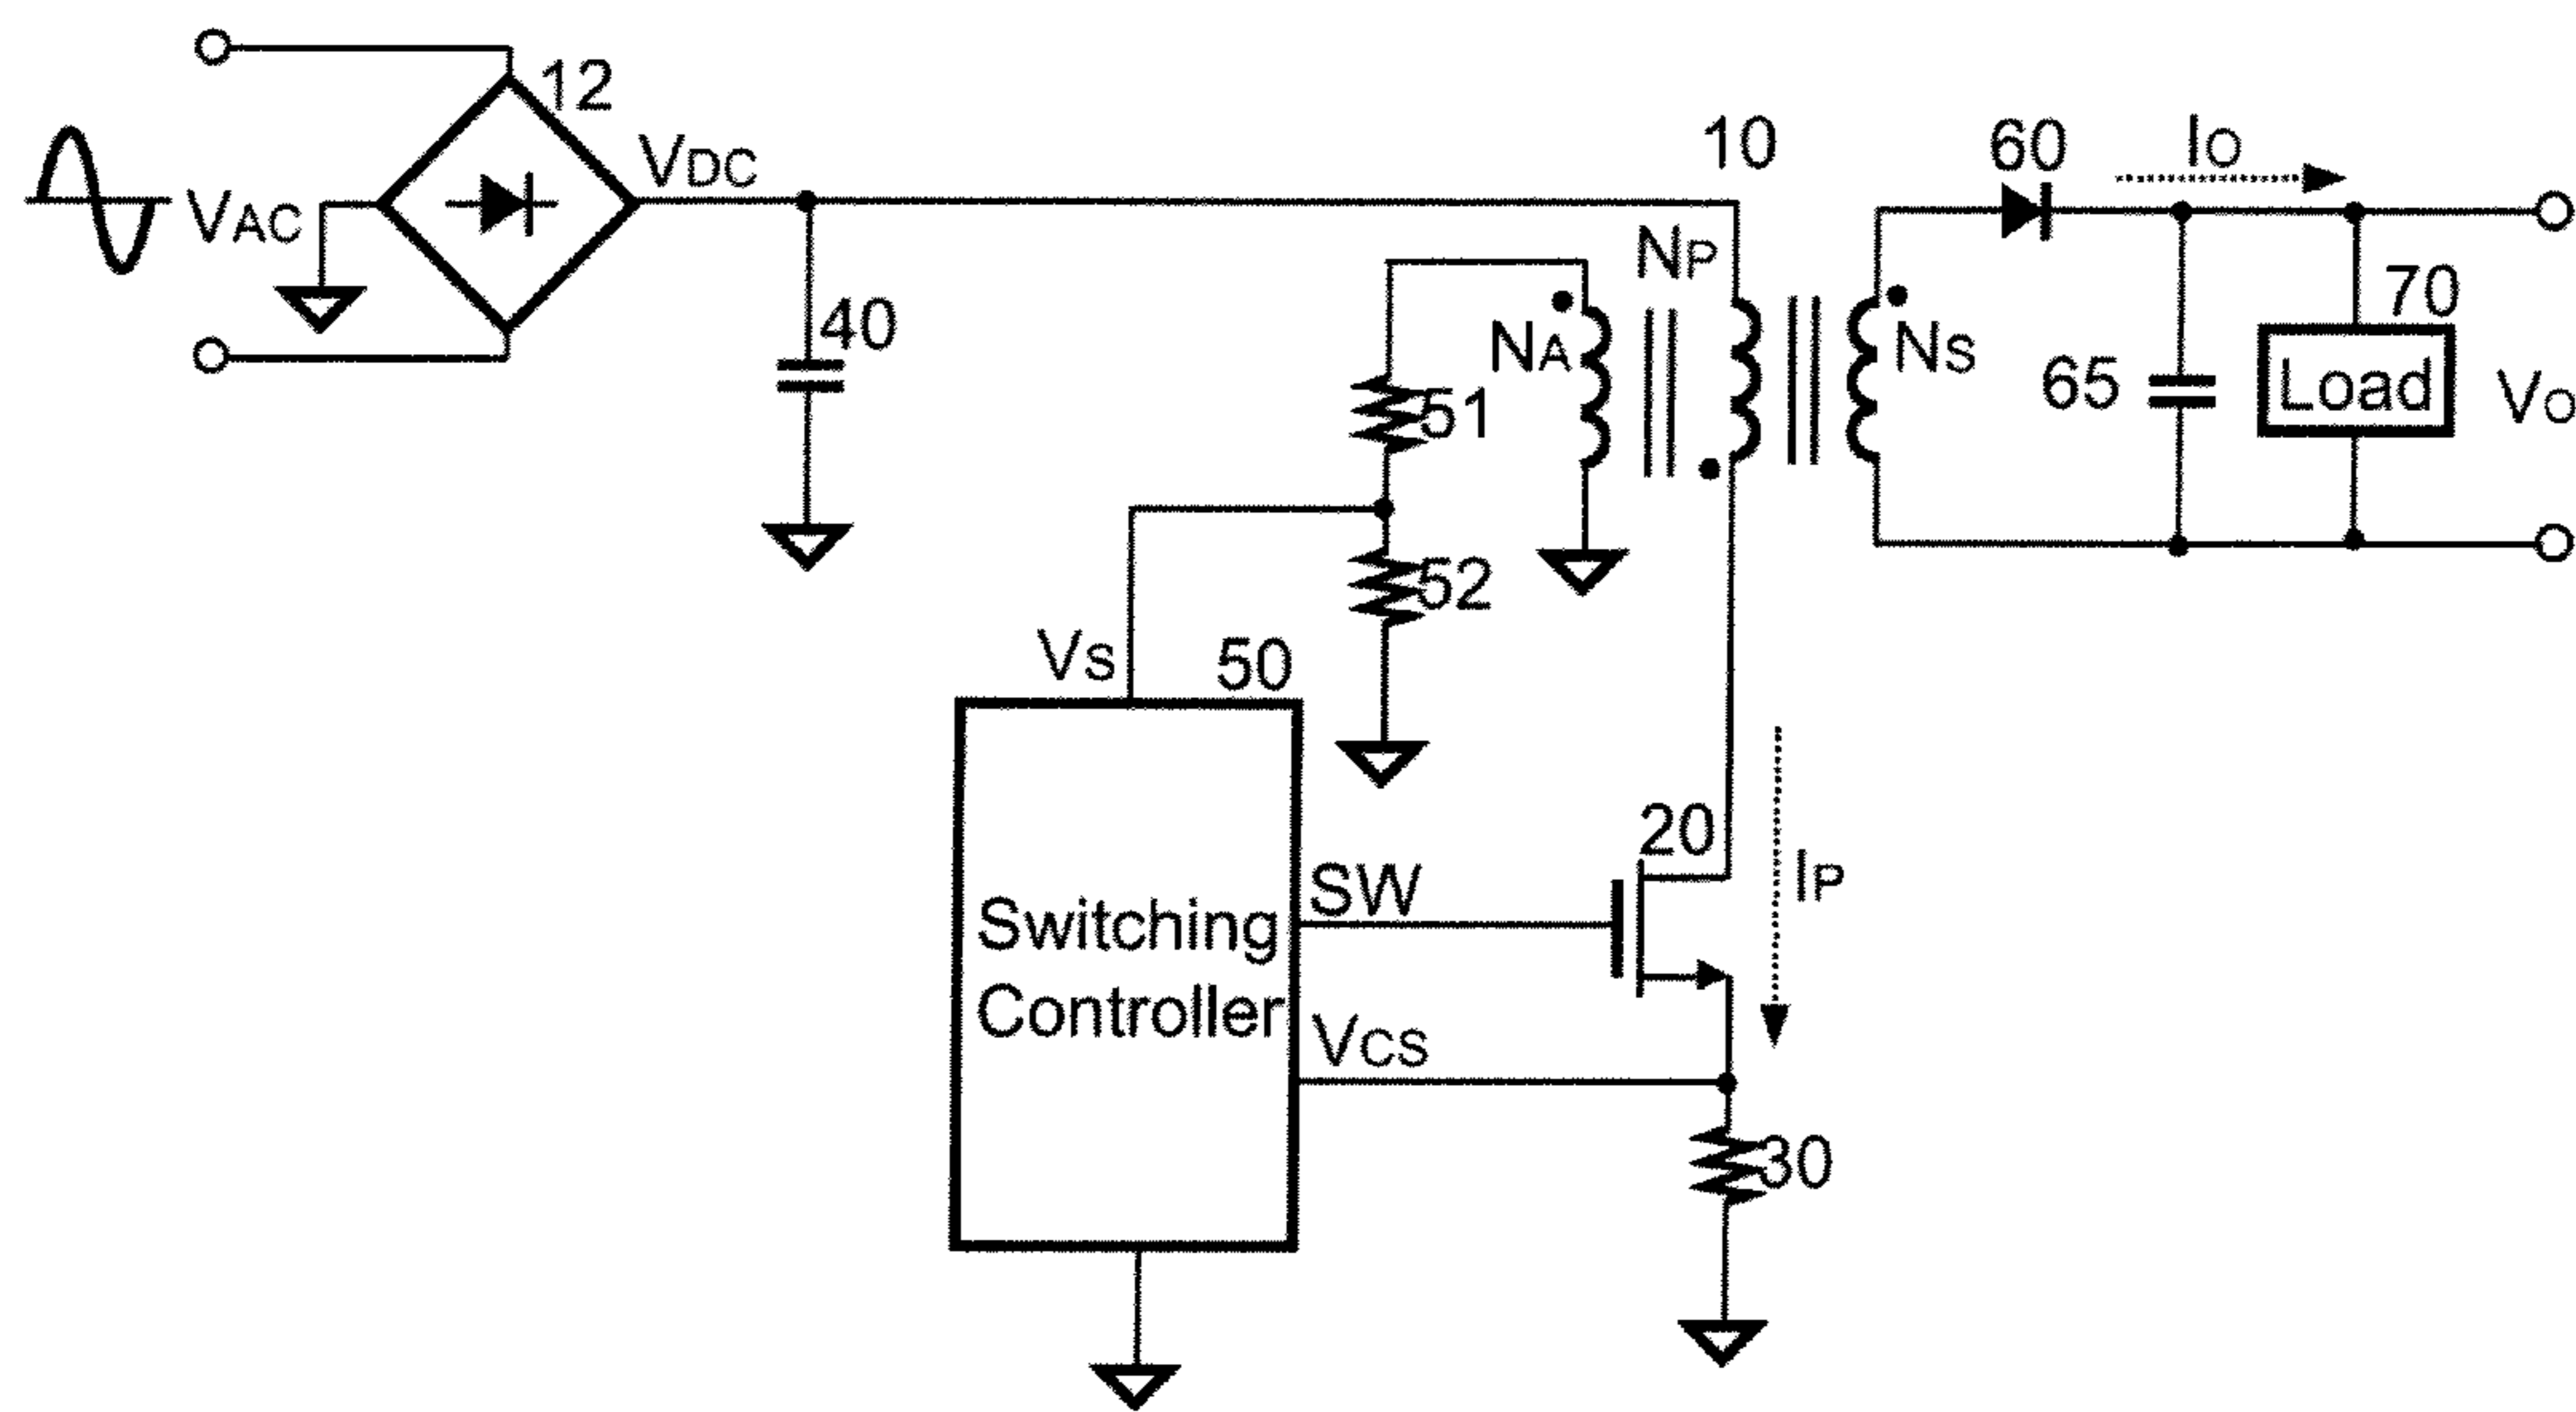 12
VAC
VDC
40
10
NP
NA
NS
60
IO
65
70
Load
VO
51
52
VS
50
Switching
Controller
SW
VCS
20
IP
30